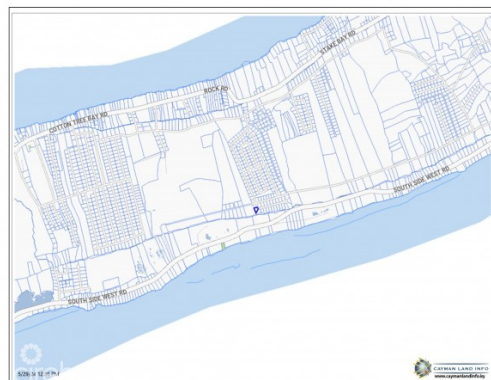 STAKE BAY RD
ROCK RD
COTTON TREE BAY RD
SOUTH SIDE WEST RD
SOUTH SIDE WEST RD
CAYMAN LAND INFO
www.caymanlandinfo.ky